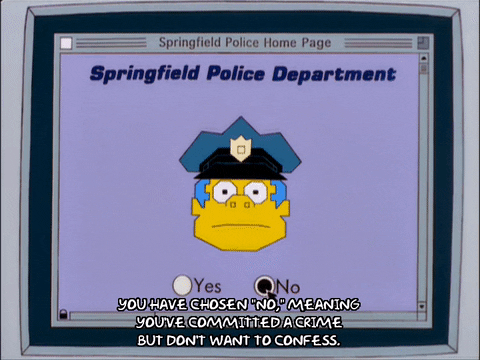 Springfield Police Home Page
Springfield Police Department
Yes No
YOU HAVE CHOSEN "NO," MEANING
YOU'VE COMMITTED A CRIME
BUT DON'T WANT TO CONFESS.